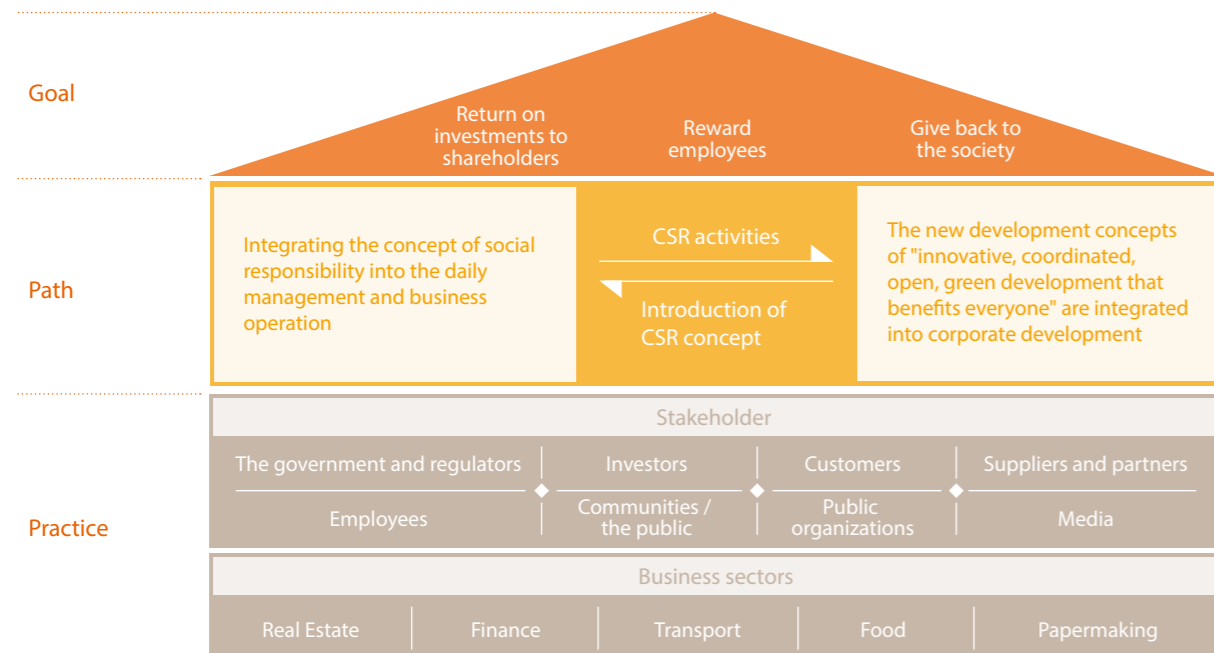 Goal
Return on
investments to
shareholders
Reward
employees
Give back to
the society
Path
Integrating the concept of social
responsibility into the daily
management and business
operation
CSR activities
Introduction of
CSR concept
The new development concepts
of "innovative, coordinated,
open, green development that
benefits everyone" are integrated
into corporate development
Practice
Stakeholder
The government and regulators
Investors
Customers
Suppliers and partners
Employees
Communities /
the public
Public
organizations
Media
Business sectors
Real Estate
Finance
Transport
Food
Papermaking